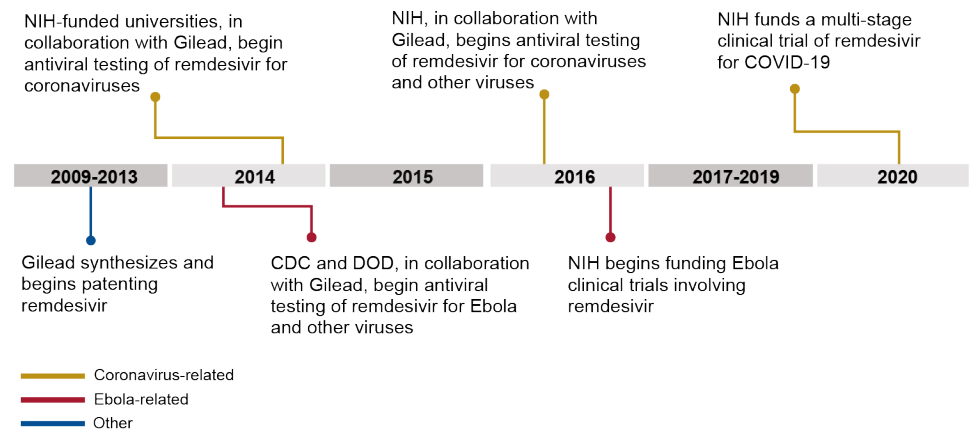 NIH-funded universities, in
collaboration with Gilead, begin
antiviral testing of remdesivir for
coronaviruses
NIH, in collaboration with
Gilead, begins antiviral testing
of remdesivir for coronaviruses
and other viruses
NIH funds a multi-stage
clinical trial of remdesivir
for COVID-19
2009-2013
2014
2015
2016
2017-2019
2020
Gilead synthesizes and
begins patenting
remdesivir
CDC and DOD, in collaboration
with Gilead, begin antiviral
testing of remdesivir for Ebola
and other viruses
NIH begins funding Ebola
clinical trials involving
remdesivir
Coronavirus-related
Ebola-related
Other